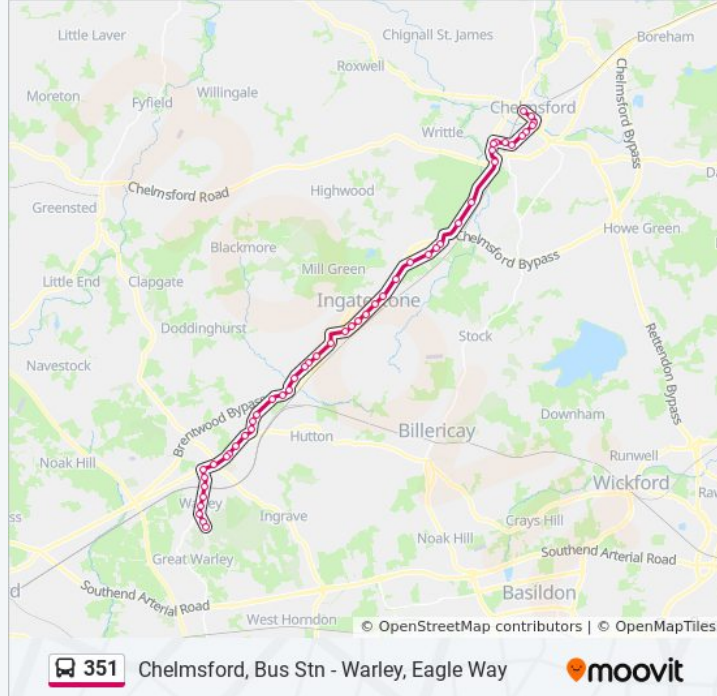 Little Laver
Chignall St. James
Boreham
Roxwell
Willingale
Moreton
Fyfield
Chelmsford
Chelmsford Bypass
Writtle
Chelmsford Road
Highwood
Greensted
Howe Green
Blackmore
Chelmsford Bypass
Mill Green
Little End
Clapgate
Ingatestone
Doddinghurst
Stock
Rettendon Bypass
Navestock
Brentwood Bypass
Downham
Billericay
Hutton
Runwell
Noak Hill
Wickford
Warley
Ingrave
Crays Hill
Noak Hill
Great Warley
Southend Arterial Road
Southend Arterial Road
Basildon
West Horndon
© OpenStreetMap contributors | © OpenMapTiles
351 Chelmsford, Bus Stn - Warley, Eagle Way
moovit